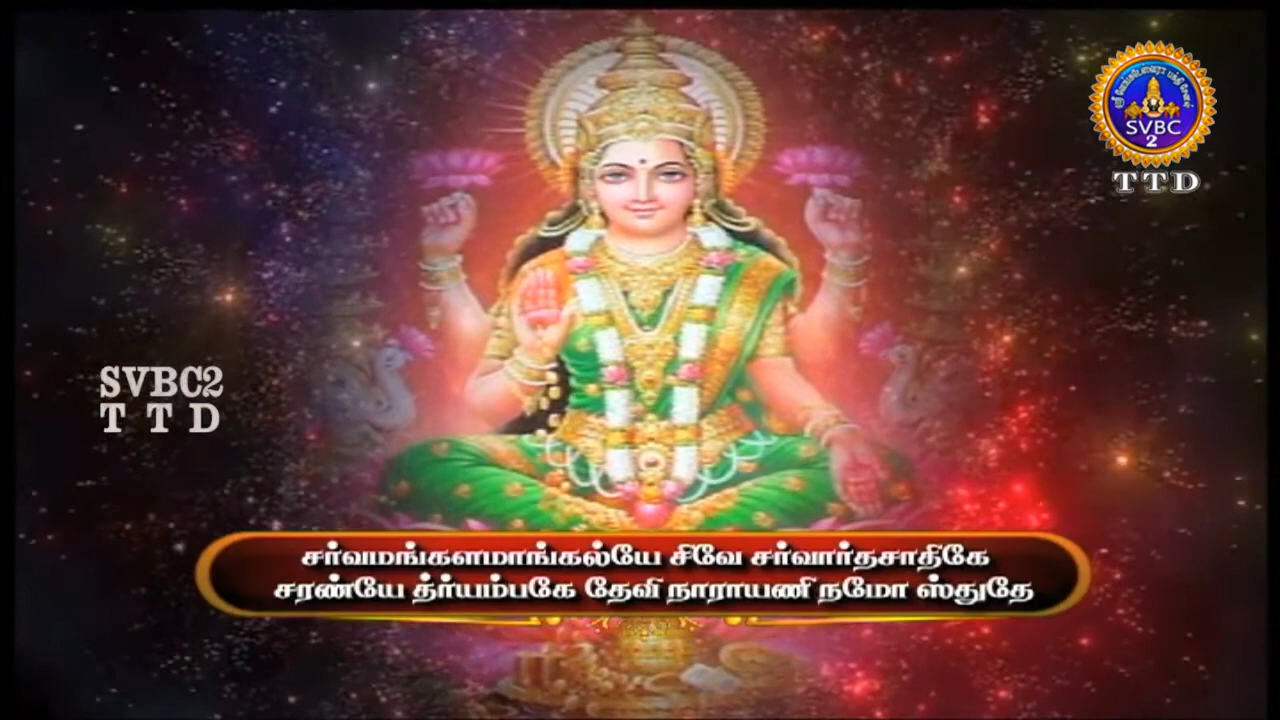 SVBC
2
TTD
SVBC2
T T D
சர்வமங்களமாங்கல்யே சிவே சர்வார்தசாதிகே
சரண்யே த்ர்யம்பகே தேவி நாராயணி நமோ ஸ்துதே